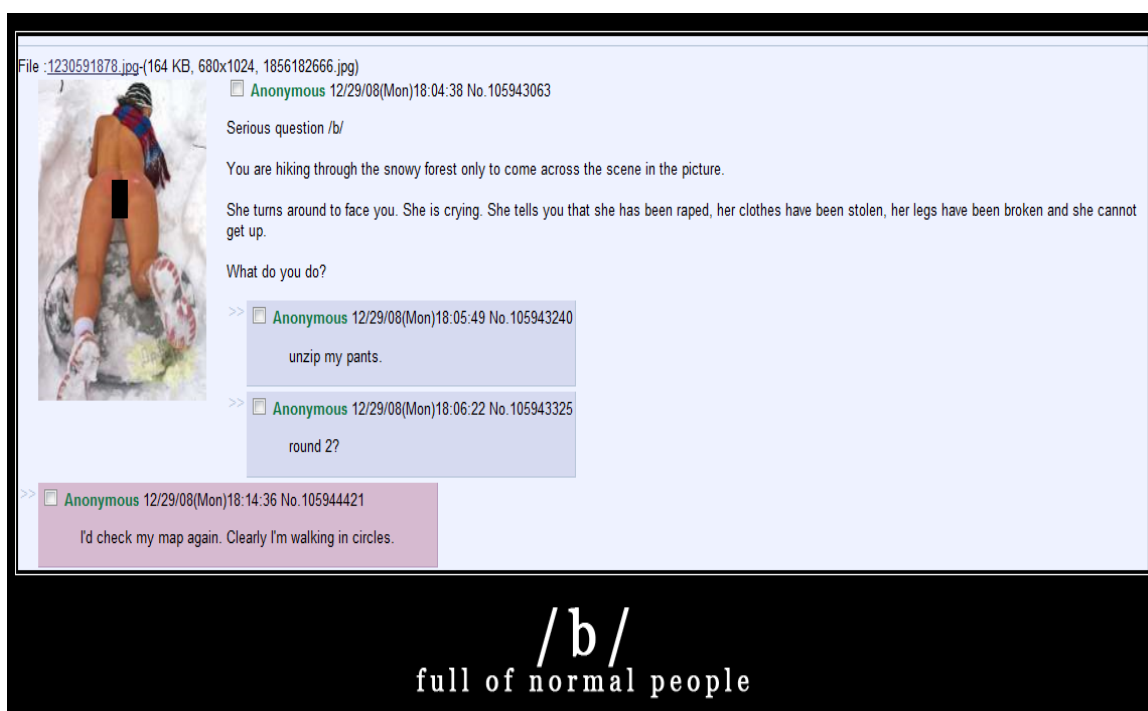 File :1230591878.jpg-(164 KB, 680x1024, 1856182666.jpg)
Anonymous 12/29/08(Mon)18:04:38 No.105943063
Serious question /b/
You are hiking through the snowy forest only to come across the scene in the picture.
She turns around to face you. She is crying. She tells you that she has been raped, her clothes have been stolen, her legs have been broken and she cannot
get up.
What do you do?
>> Anonymous 12/29/08(Mon)18:05:49 No.105943240
unzip my pants.
>> Anonymous 12/29/08(Mon)18:06:22 No.105943325
round 2?
>> Anonymous 12/29/08(Mon)18:14:36 No.105944421
I'd check my map again. Clearly I'm walking in circles.
/b/
full of normal people